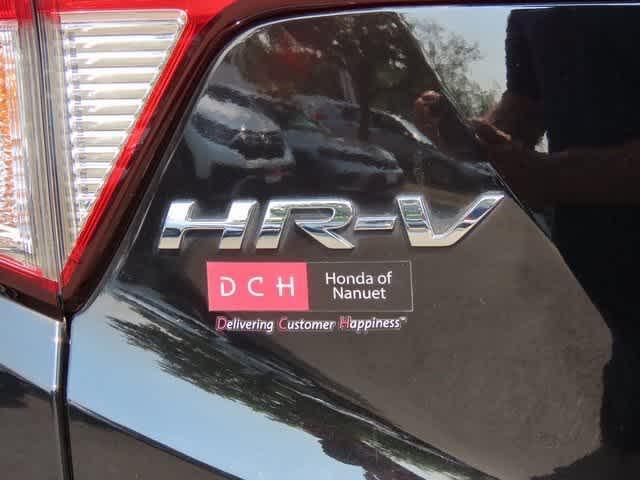 HR-V
DCH
Honda of
Nanuet
Delivering Customer Happiness™